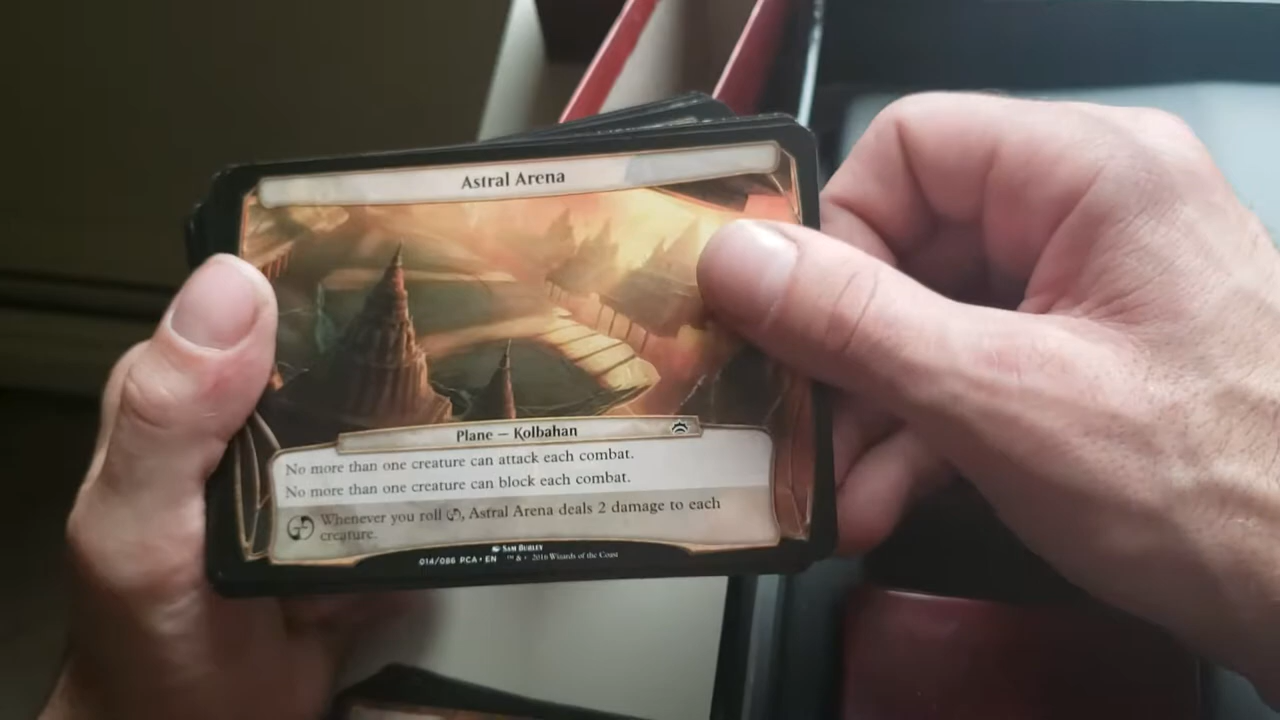 Astral Arena
Plane — Kolbahan
No more than one creature can attack each combat.
No more than one creature can block each combat.
Whenever you roll , Astral Arena deals 2 damage to each
creature.
Sam Burley
014/086 PCA • EN ™ & © 2016 Wizards of the Coast